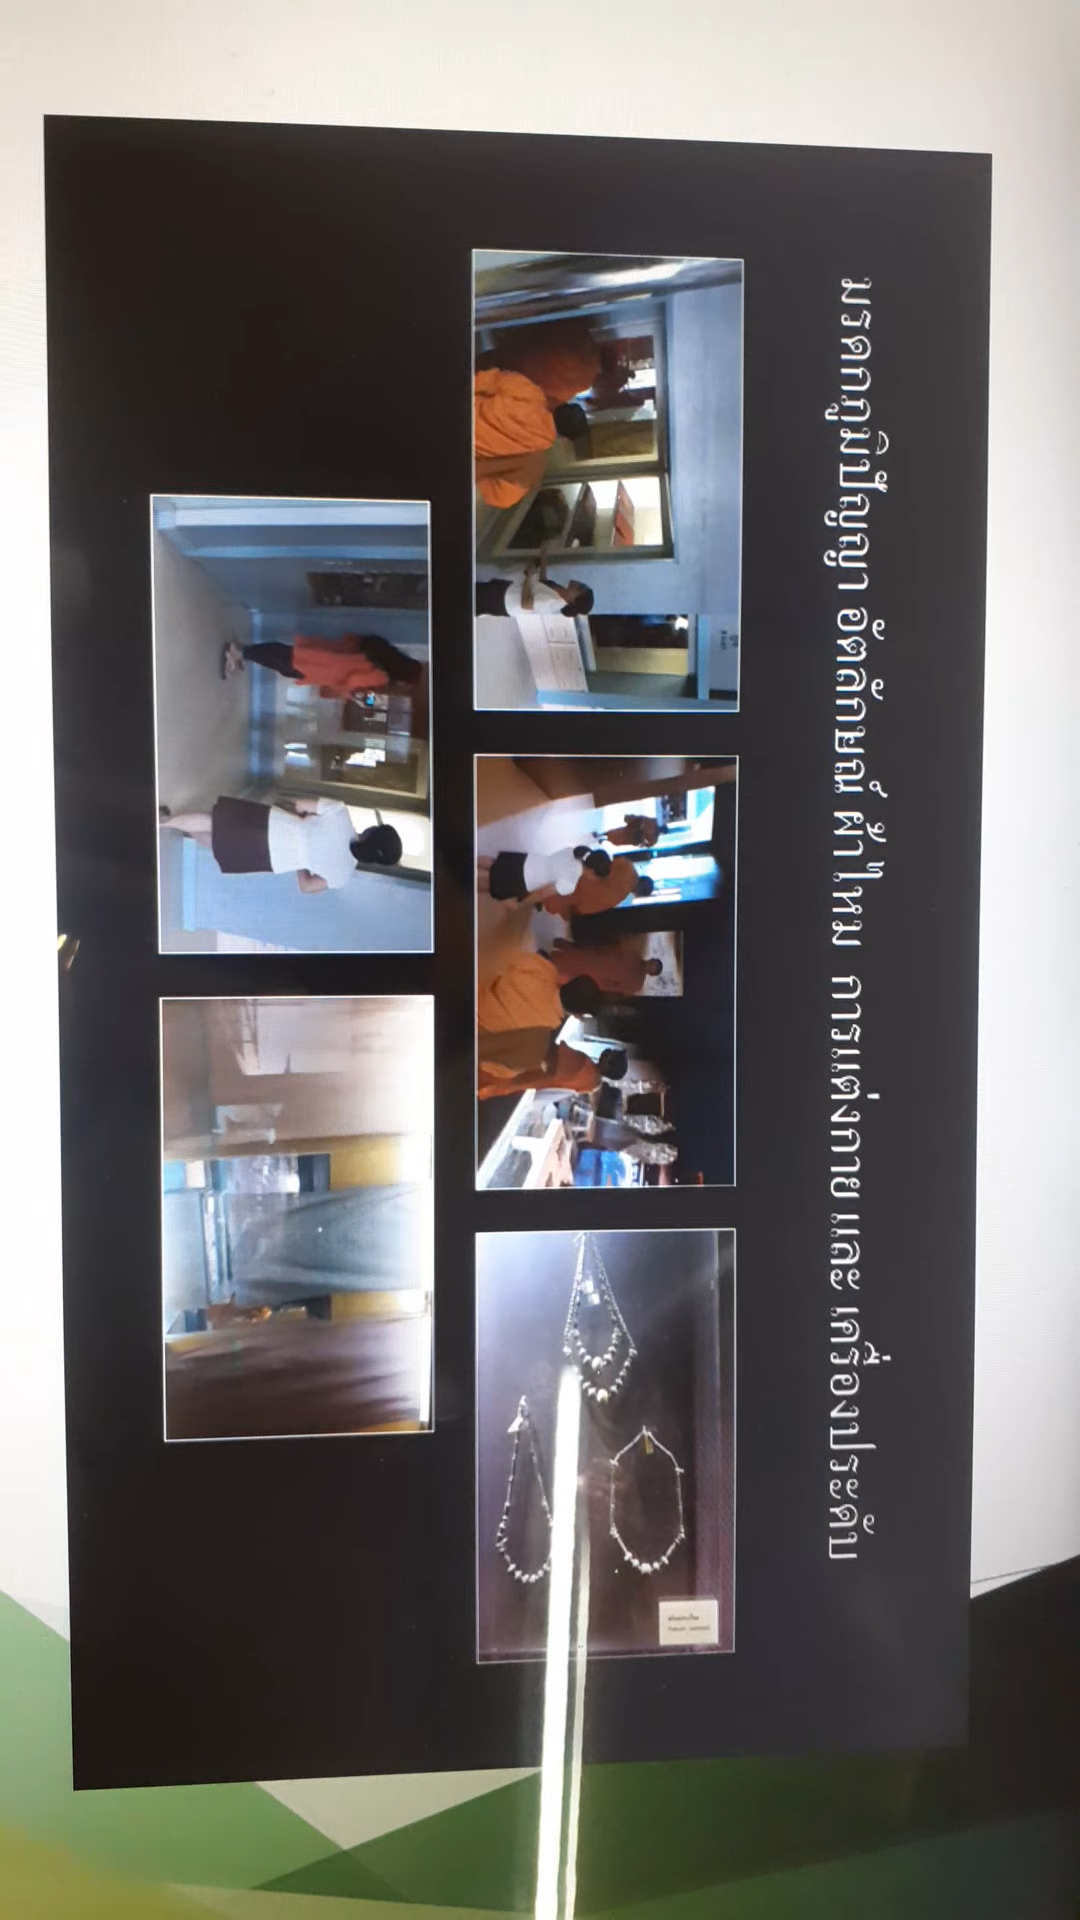 มรดกภูมิปัญญา อัตลักษณ์ ผ้าไหม การแต่งกาย และ เครื่องประดับ